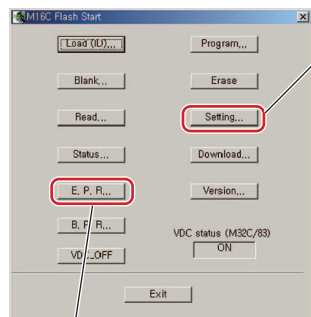 M16C Flash Start
Load (ID)... Program...
Blank... Erase
Read... Setting...
Status... Download...
E. P. R... Version...
B. P. R...
VDC status (M32C/83)
VDC OFF ON
Exit